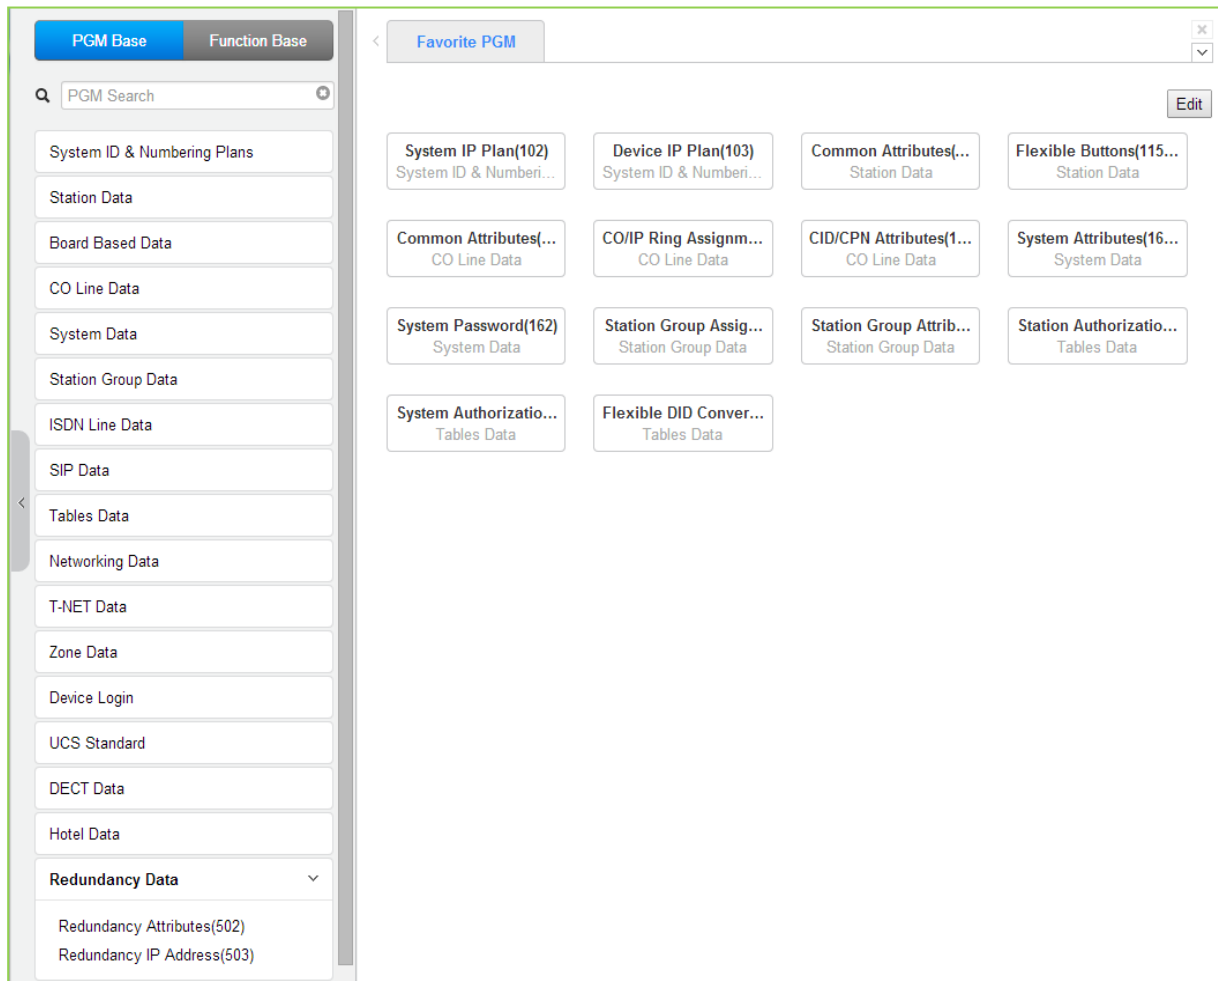 PGM Base
Function Base
PGM Search
System ID & Numbering Plans
Station Data
Board Based Data
CO Line Data
System Data
Station Group Data
ISDN Line Data
SIP Data
Tables Data
Networking Data
T-NET Data
Zone Data
Device Login
UCS Standard
DECT Data
Hotel Data
Redundancy Data
Redundancy Attributes(502)
Redundancy IP Address(503)
Favorite PGM
Edit
System IP Plan(102)
System ID & Numberi...
Device IP Plan(103)
System ID & Numberi...
Common Attributes(...
Station Data
Flexible Buttons(115...
Station Data
Common Attributes(...
CO Line Data
CO/IP Ring Assignm...
CO Line Data
CID/CPN Attributes(1...
CO Line Data
System Attributes(16...
System Data
System Password(162)
System Data
Station Group Assig...
Station Group Data
Station Group Attrib...
Station Group Data
Station Authorizatio...
Tables Data
System Authorizatio...
Tables Data
Flexible DID Conver...
Tables Data